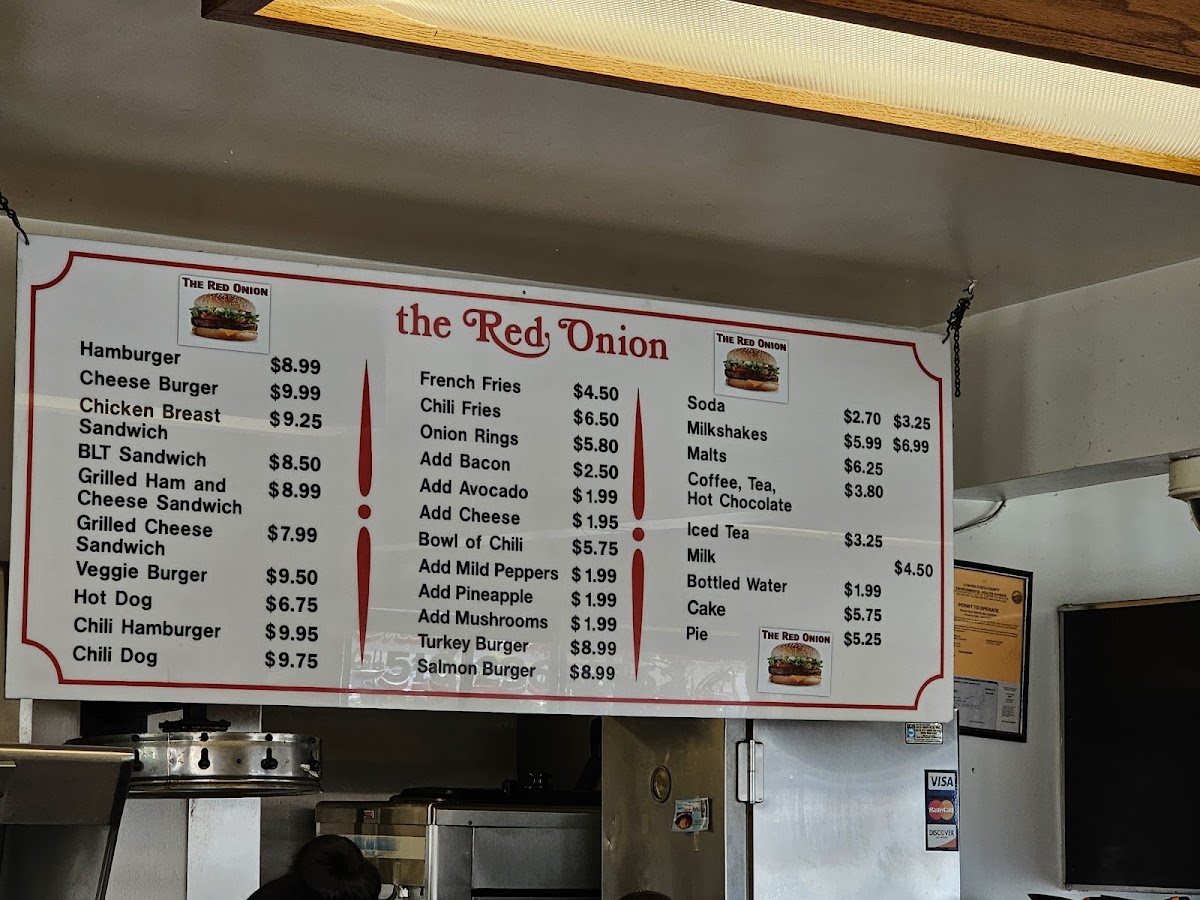 THE RED ONION
the Red Onion
THE RED ONION
Hamburger $8.99
Cheese Burger $9.99
Chicken Breast $9.25
Sandwich
BLT Sandwich $8.50
Grilled Ham and $8.99
Cheese Sandwich
Grilled Cheese $7.99
Sandwich
Veggie Burger $9.50
Hot Dog $6.75
Chili Hamburger $9.95
Chili Dog $9.75
French Fries $4.50
Chili Fries $6.50
Onion Rings $5.80
Add Bacon $2.50
Add Avocado $1.99
Add Cheese $1.95
Bowl of Chili $5.75
Add Mild Peppers $1.99
Add Pineapple $1.99
Add Mushrooms $1.99
Turkey Burger $8.99
Salmon Burger $8.99
Soda $2.70 $3.25
Milkshakes $5.99 $6.99
Malts $6.25
Coffee, Tea, $3.80
Hot Chocolate
Iced Tea $3.25
Milk $4.50
Bottled Water $1.99
Cake $5.75
Pie $5.25
THE RED ONION
PERMIT TO OPERATE
VISA
MasterCard
DISCOVER